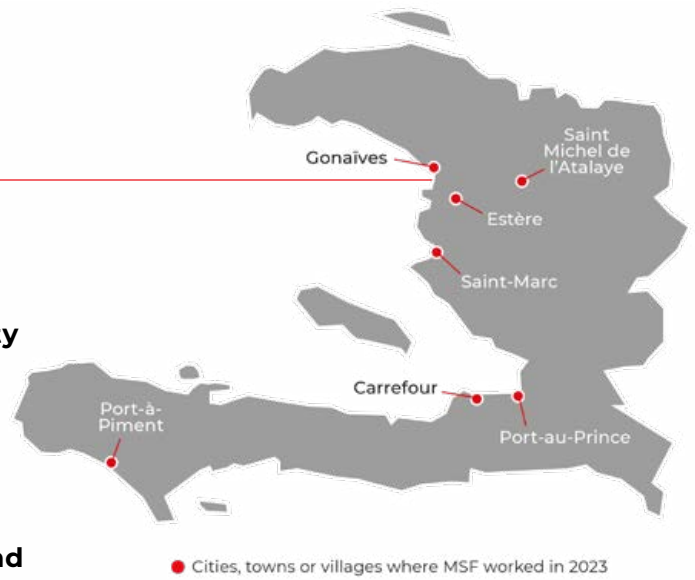 Gonaïves
Saint
Michel de
l'Atalaye
Estère
Saint-Marc
Carrefour
Port-à-
Piment
Port-au-Prince
Cities, towns or villages where MSF worked in 2023